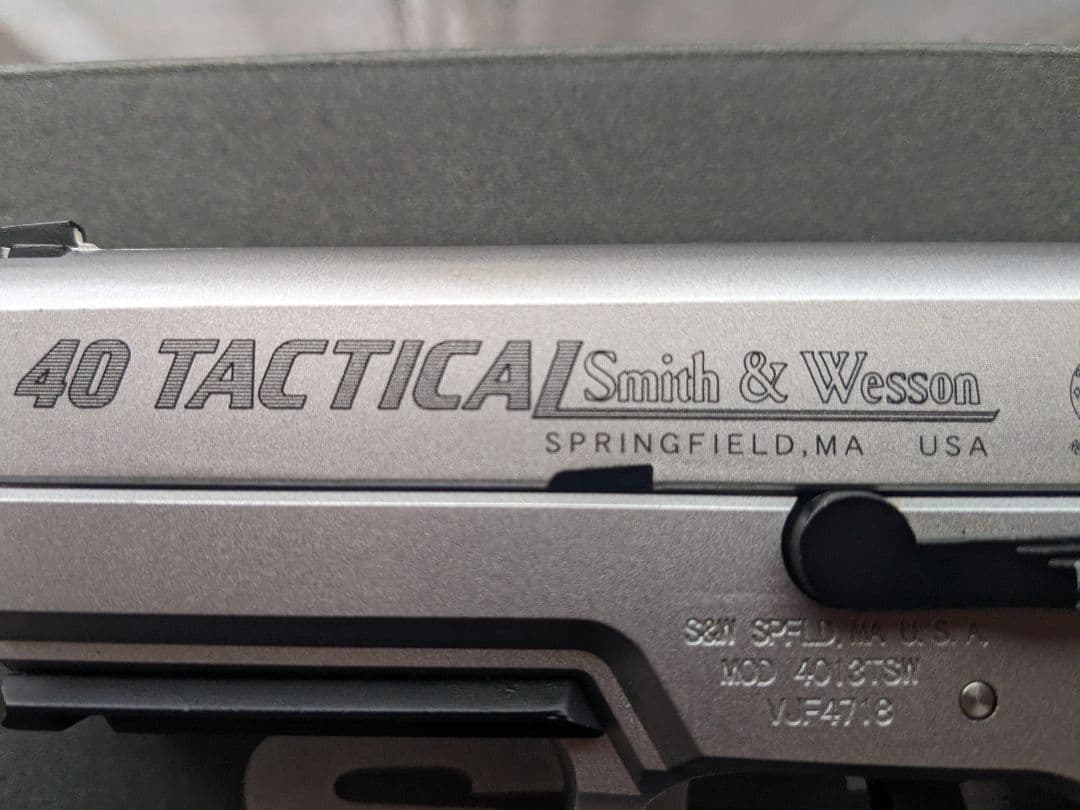 40 TACTICAL Smith & Wesson
SPRINGFIELD, MA USA
S&W SPFLD, MA U.S.A.
MOD 4013TSW
VJF4718